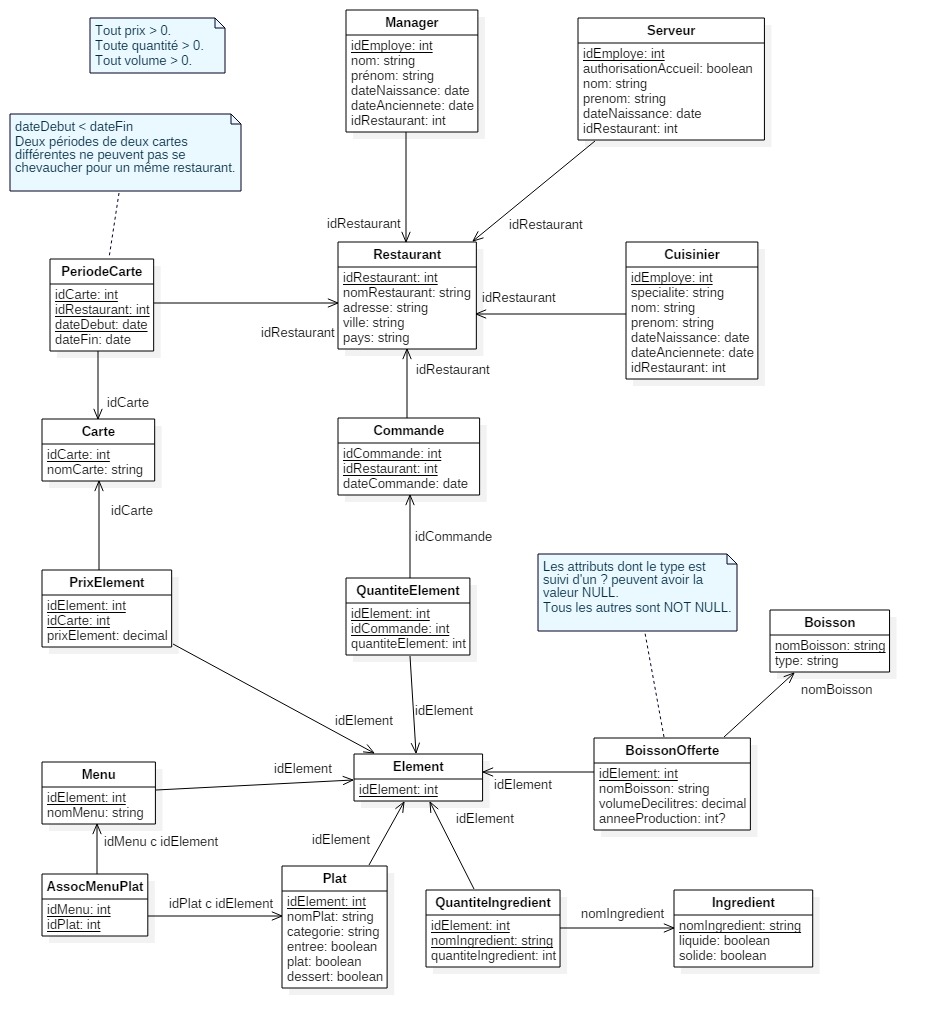 Tout prix > 0.
Toute quantité > 0.
Tout volume > 0.
Manager
idEmploye: int
nom: string
prénom: string
dateNaissance: date
dateAnciennete: date
idRestaurant: int
Serveur
idEmploye: int
authorisationAccueil: boolean
nom: string
prenom: string
dateNaissance: date
idRestaurant: int
dateDebut < dateFin
Deux périodes de deux cartes
différentes ne peuvent pas se
chevaucher pour un même restaurant.
idRestaurant
idRestaurant
PeriodeCarte
idCarte: int
idRestaurant: int
dateDebut: date
dateFin: date
idRestaurant
Restaurant
idRestaurant: int
nomRestaurant: string
adresse: string
ville: string
pays: string
idRestaurant
Cuisinier
idEmploye: int
specialite: string
nom: string
prenom: string
dateNaissance: date
dateAnciennete: date
idRestaurant: int
idRestaurant
idCarte
Carte
idCarte: int
nomCarte: string
Commande
idCommande: int
idRestaurant: int
dateCommande: date
idCarte
idCommande
Les attributs dont le type est
suivi d'un ? peuvent avoir la
valeur NULL.
Tous les autres sont NOT NULL.
PrixElement
idElement: int
idCarte: int
prixElement: decimal
QuantiteElement
idElement: int
idCommande: int
quantiteElement: int
Boisson
nomBoisson: string
type: string
nomBoisson
idElement
idElement
Element
idElement: int
BoissonOfferte
idElement: int
nomBoisson: string
volumeDecilitres: decimal
anneeProduction: int?
idElement
Menu
idElement: int
nomMenu: string
idElement
idMenu c idElement
idElement
idElement
AssocMenuPlat
idMenu: int
idPlat: int
idPlat c idElement
Plat
idElement: int
nomPlat: string
categorie: string
entree: boolean
plat: boolean
dessert: boolean
QuantiteIngredient
idElement: int
nomIngredient: string
quantiteIngredient: int
nomIngredient
Ingredient
nomIngredient: string
liquide: boolean
solide: boolean